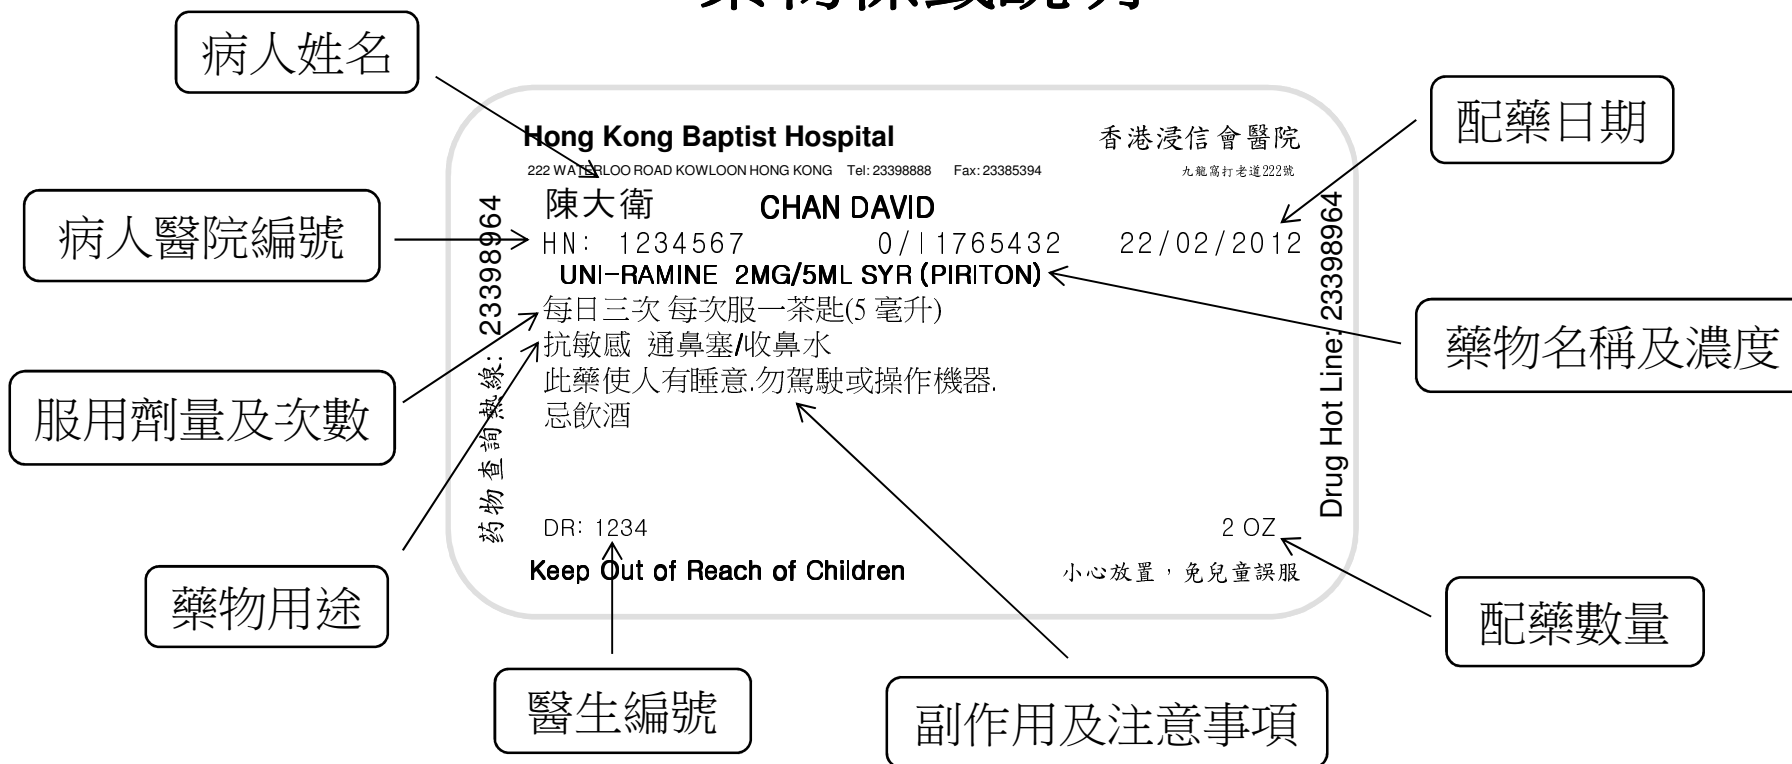 病人姓名
配藥日期
Hong Kong Baptist Hospital 香港浸信會醫院
222 WATERLOO ROAD KOWLOON HONG KONG Tel: 23398888 Fax: 23385394 九龍窩打老道222號
陳大衛 CHAN DAVID
病人醫院編號
HN: 1234567 0/I1765432 22/02/2012
UNI-RAMINE 2MG/5ML SYR (PIRITON)
每日三次 每次服一茶匙(5 毫升)
抗敏感 通鼻塞/收鼻水
此藥使人有睡意.勿駕駛或操作機器.
忌飲酒
药物查詢熱線: 23398964
Drug Hot Line: 23398964
藥物名稱及濃度
服用劑量及次數
DR: 1234 2 OZ
Keep Out of Reach of Children 小心放置，免兒童誤服
藥物用途
配藥數量
醫生編號
副作用及注意事項